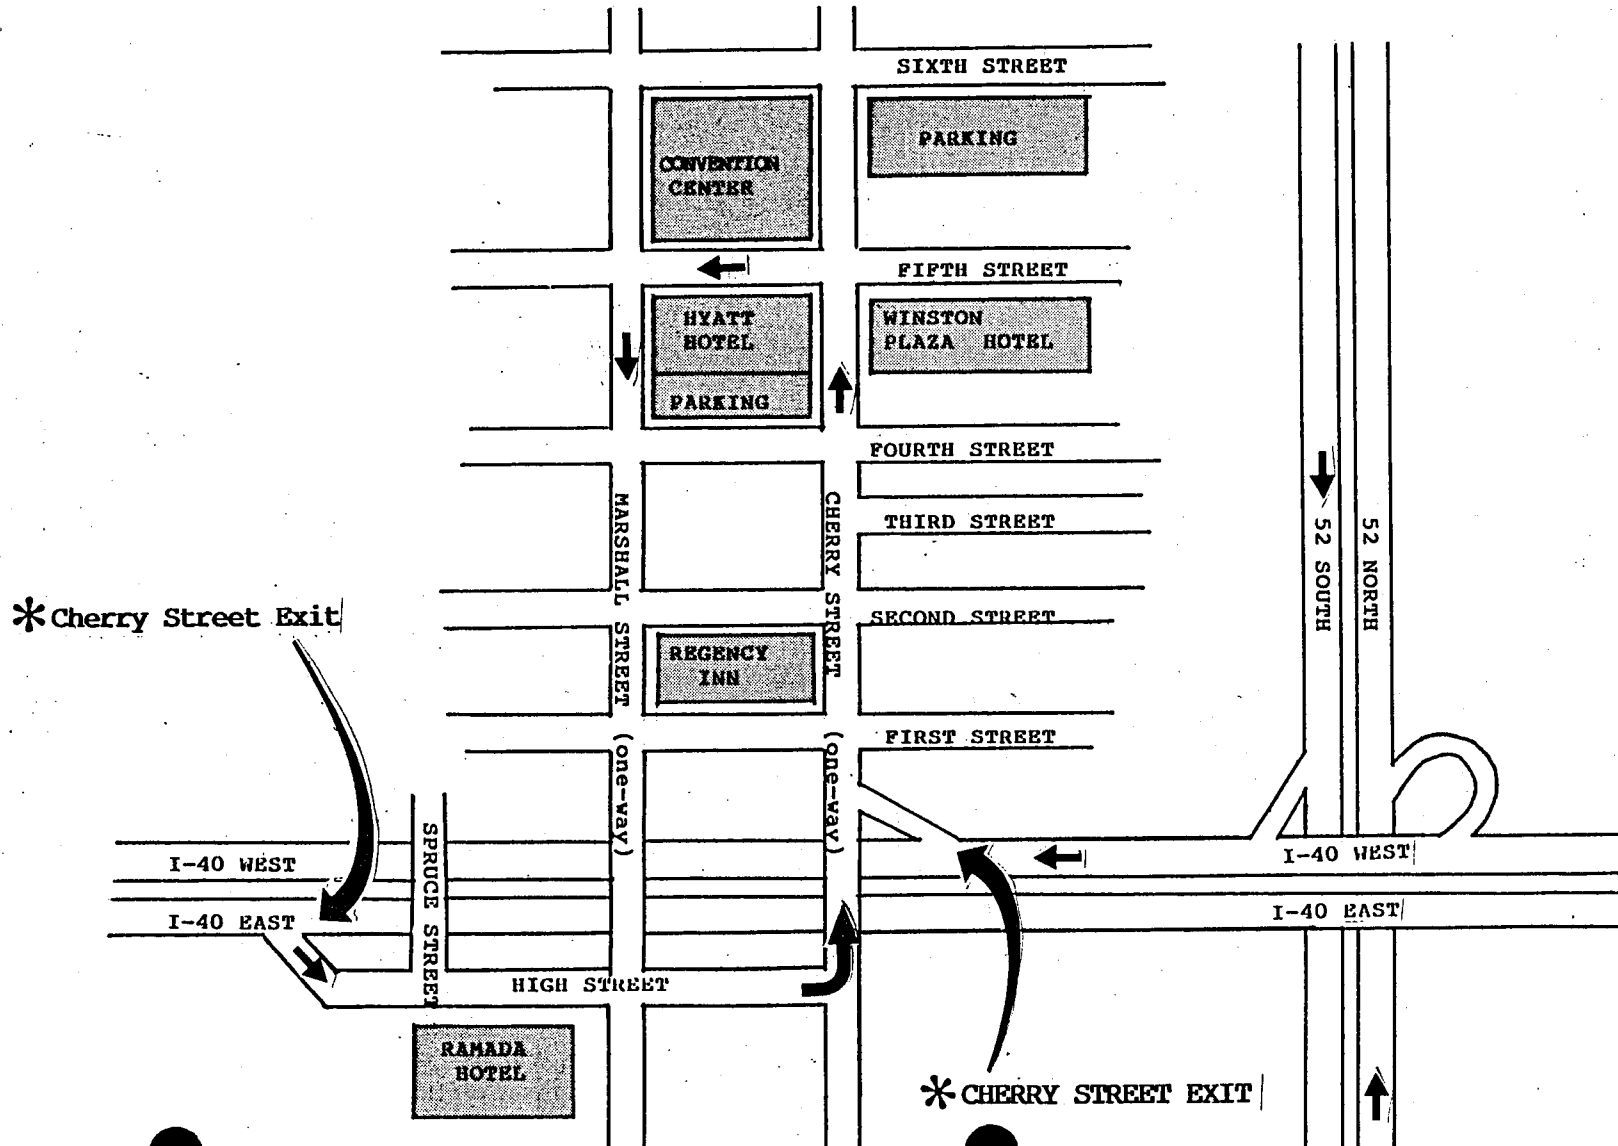 SIXTH STREET
PARKING
CONVENTION
CENTER
FIFTH STREET
HYATT
HOTEL
PARKING
WINSTON
PLAZA HOTEL
FOURTH STREET
MARSHALL STREET (one-way)
CHERRY STREET (one-way)
THIRD STREET
52 SOUTH
52 NORTH
*Cherry Street Exit
SECOND STREET
REGENCY
INN
FIRST STREET
SPRUCE STREET
I-40 WEST
I-40 WEST
I-40 EAST
I-40 EAST
HIGH STREET
RAMADA
HOTEL
*CHERRY STREET EXIT